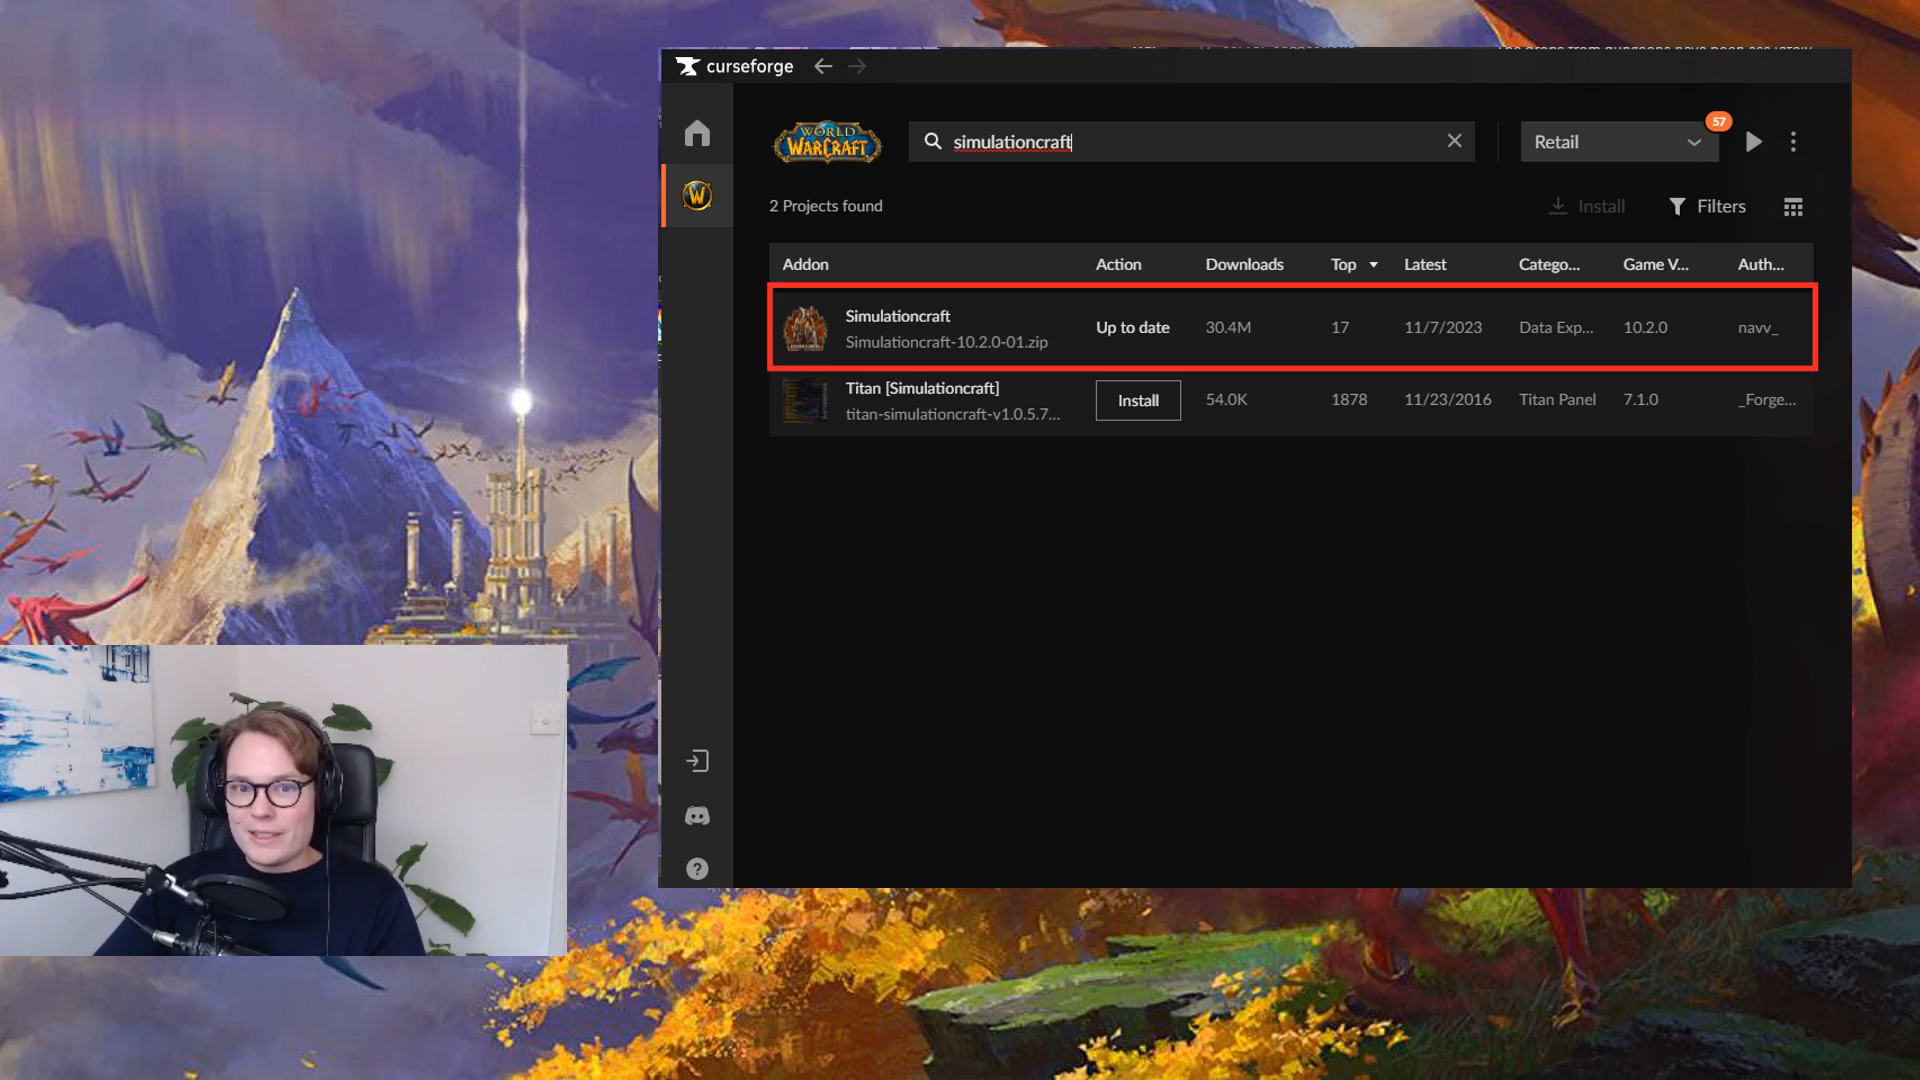 curseforge
WORLD WARCRAFT
simulationcraft
Retail
57
2 Projects found
Install
Filters
Addon Action Downloads Top Latest Catego... Game V... Auth...
Simulationcraft
Simulationcraft-10.2.0-01.zip
Up to date 30.4M 17 11/7/2023 Data Exp... 10.2.0 navv_
Titan [Simulationcraft]
titan-simulationcraft-v1.0.5.7...
Install 54.0K 1878 11/23/2016 Titan Panel 7.1.0 _Forge...